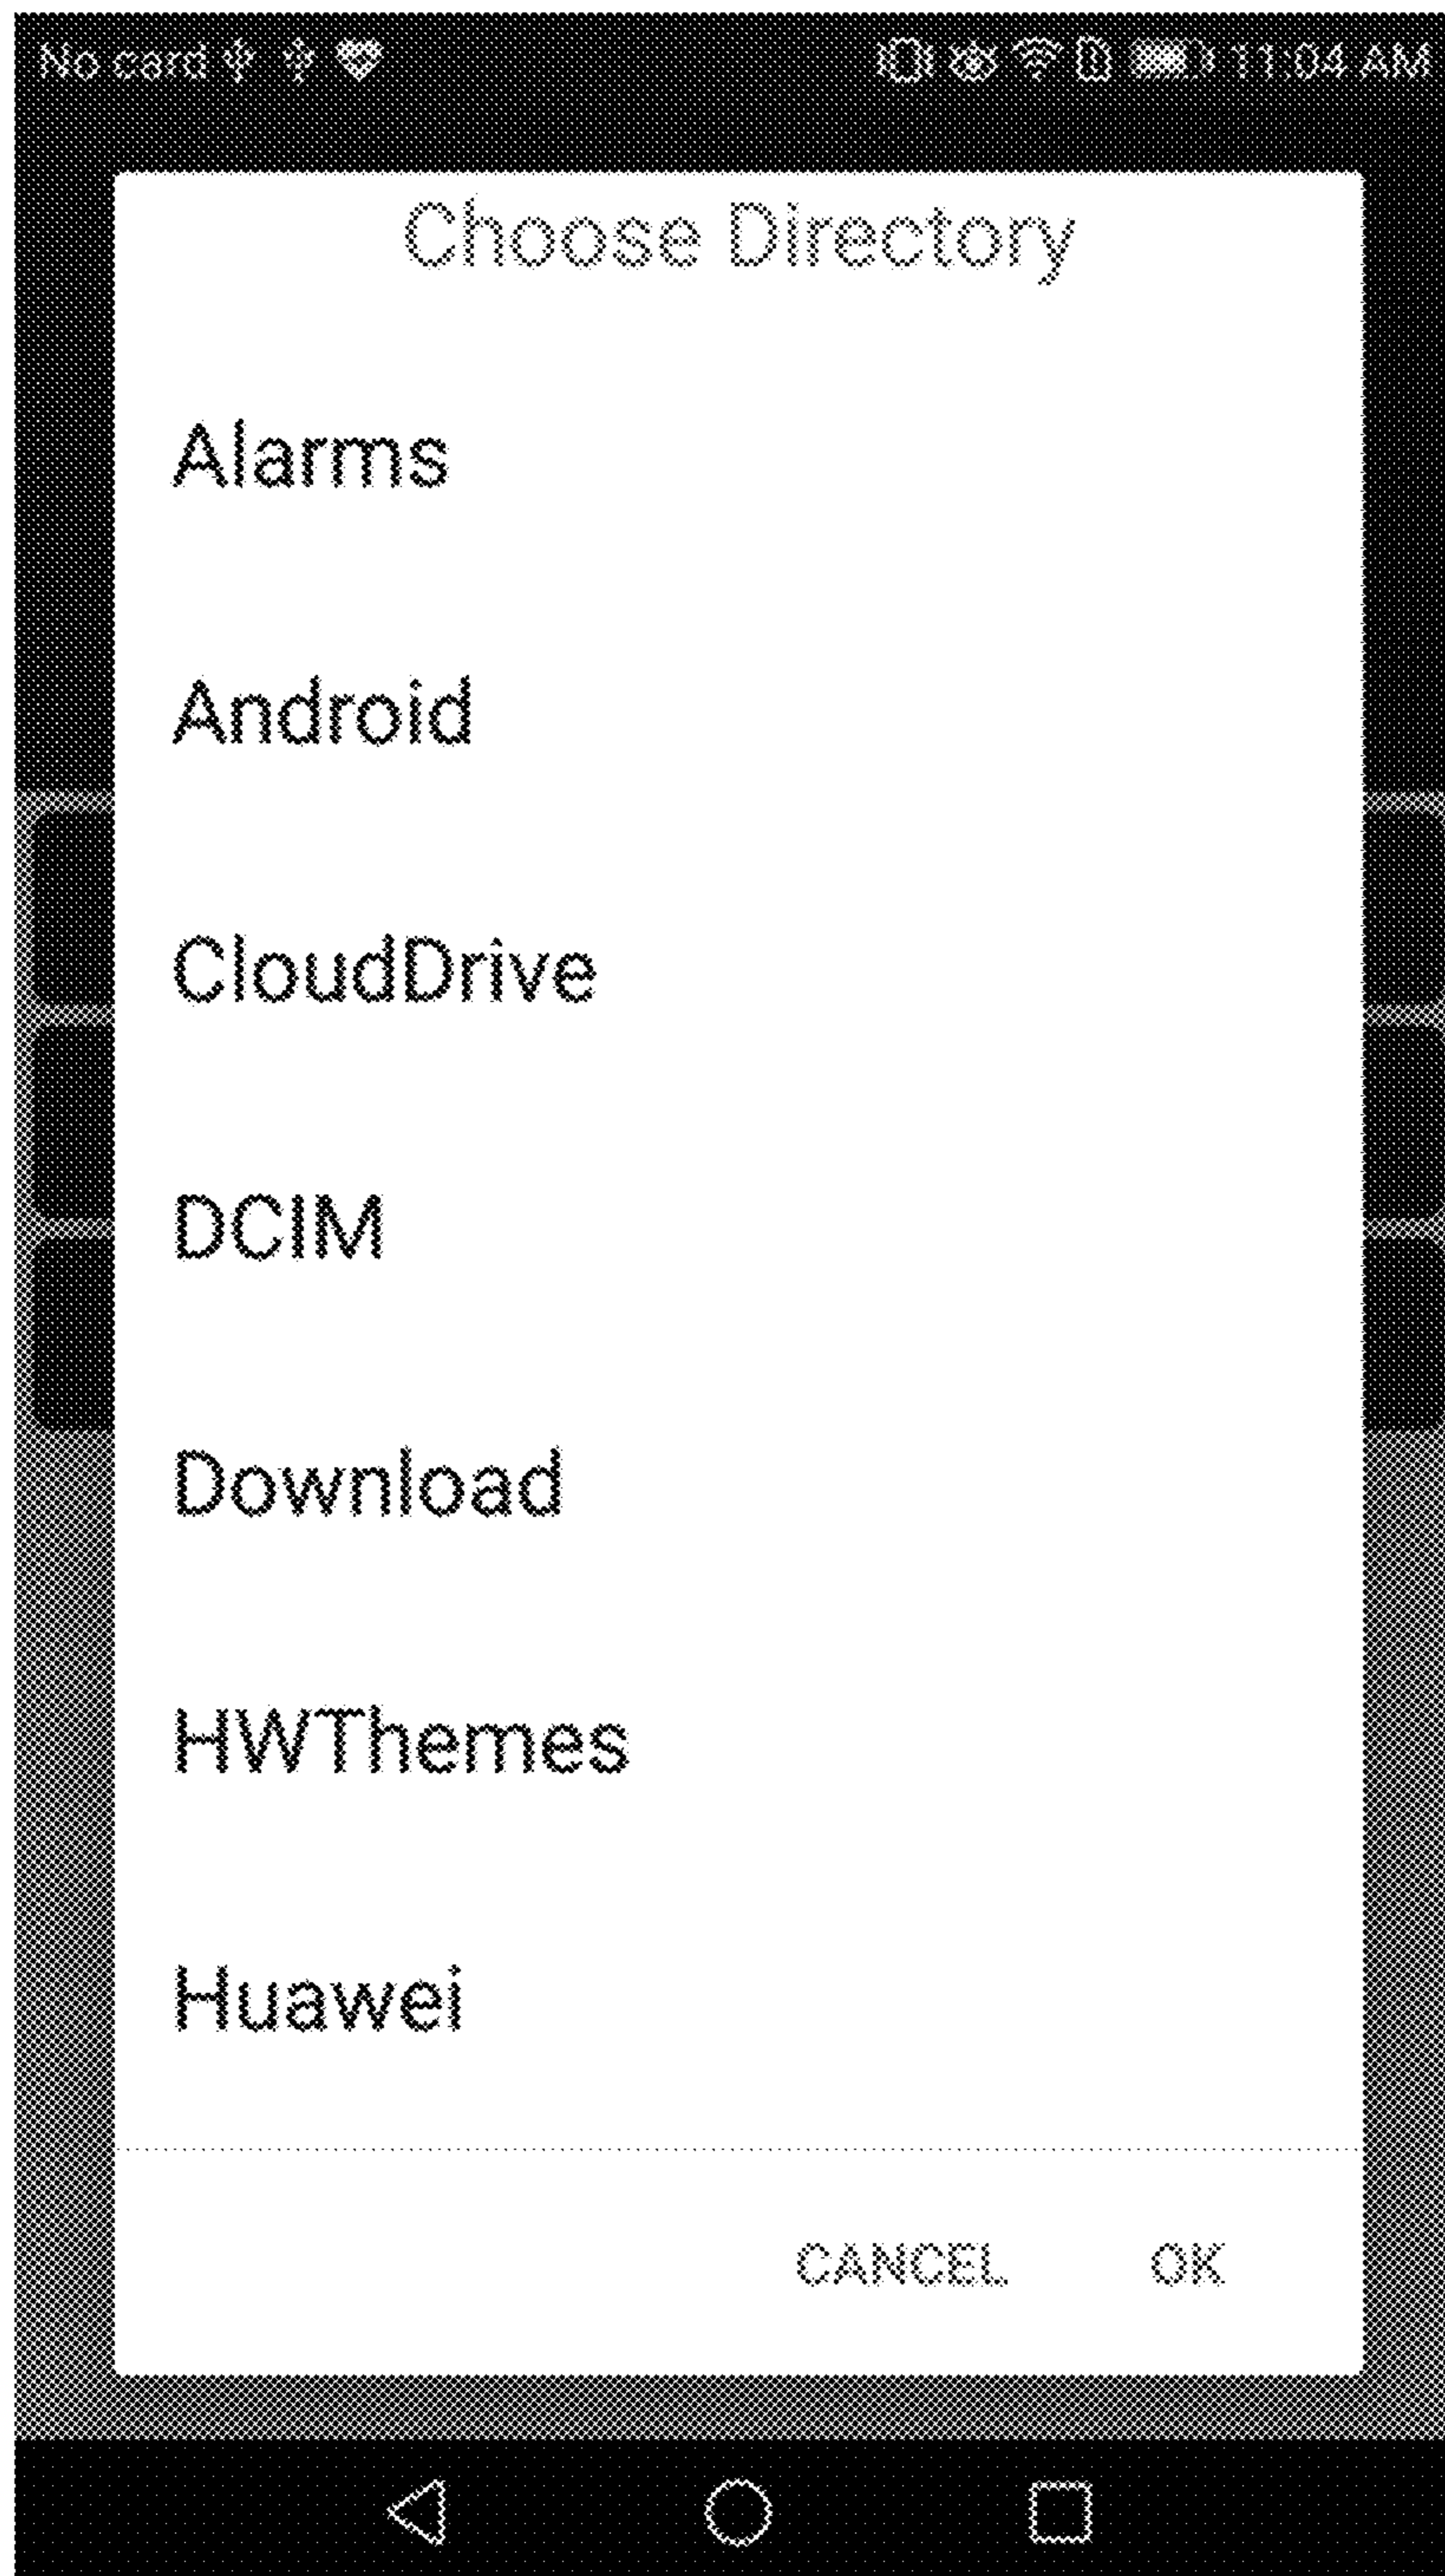 No card 11:04 AM
Choose Directory
Alarms
Android
CloudDrive
DCIM
Download
HWThemes
Huawei
CANCEL OK